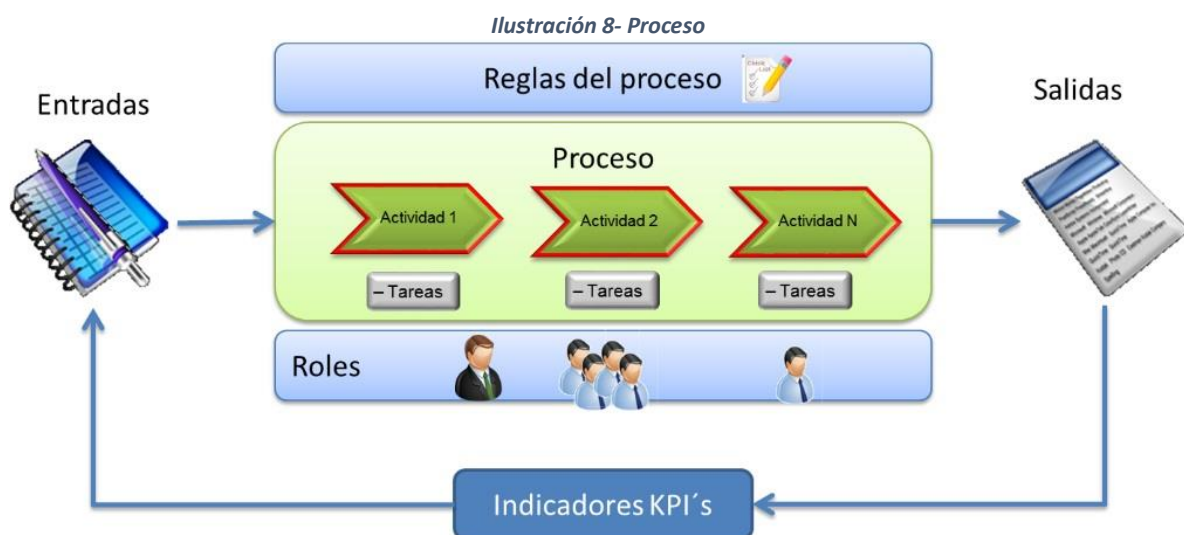 Ilustración 8- Proceso
Reglas del proceso
Entradas
Salidas
Proceso
Actividad 1
Actividad 2
Actividad N
– Tareas
– Tareas
– Tareas
Roles
Indicadores KPI´s